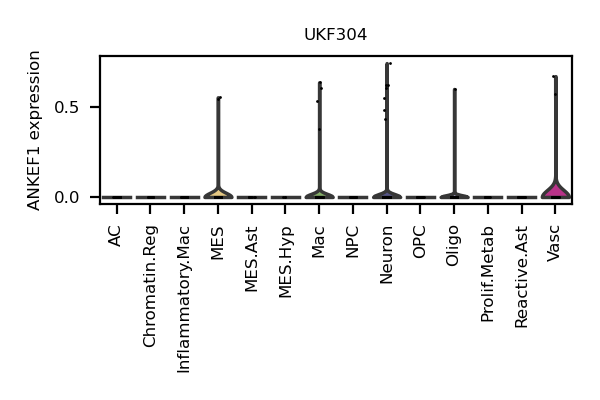 UKF304
ANKEF1 expression
0.5
0.0
AC
Chromatin.Reg
Inflammatory.Mac
MES
MES.Ast
MES.Hyp
Mac
NPC
Neuron
OPC
Oligo
Prolif.Metab
Reactive.Ast
Vasc